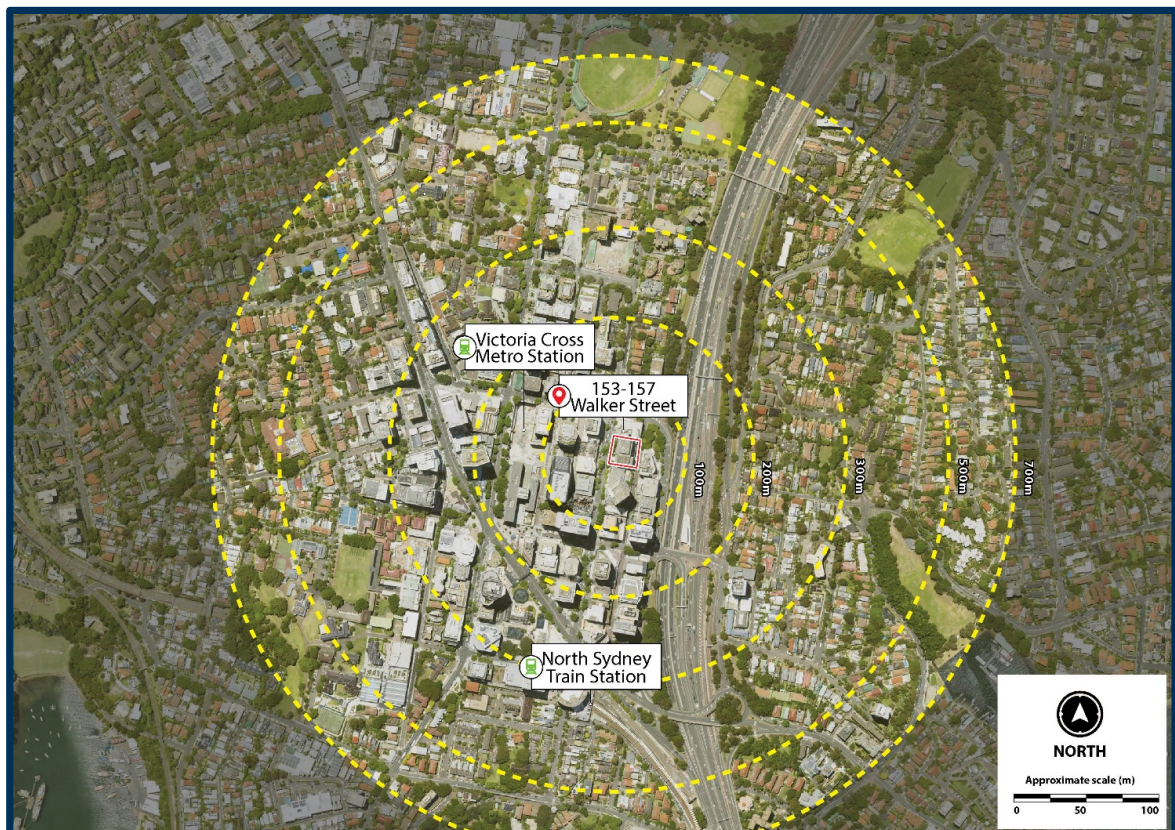 Victoria Cross
Metro Station
153-157
Walker Street
100m
200m
300m
500m
700m
North Sydney
Train Station
NORTH
Approximate scale (m)
0 50 100